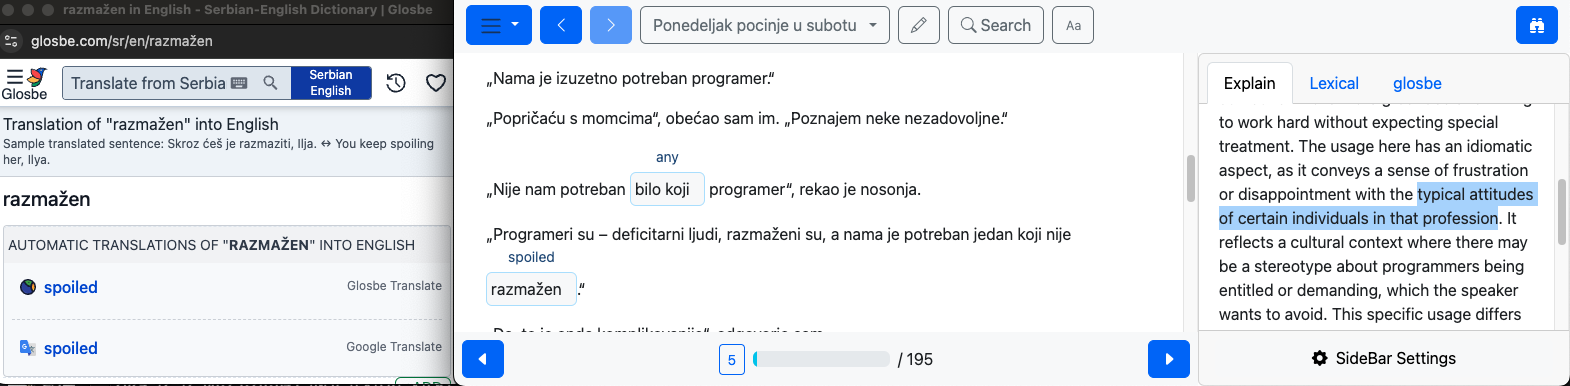 razmažen in English - Serbian-English Dictionary | Glosbe
glosbe.com/sr/en/razmažen
Glosbe
Translate from Serbia
Serbian
English
Translation of "razmažen" into English
Sample translated sentence: Skroz ćeš je razmaziti, Ilja. ↔ You keep spoiling
her, Ilya.
razmažen
AUTOMATIC TRANSLATIONS OF "RAZMAŽEN" INTO ENGLISH
spoiled
Glosbe Translate
spoiled
Google Translate
Ponedeljak pocinje u subotu
Search
Aa
„Nama je izuzetno potreban programer.“
„Popričaću s momcima“, obećao sam im. „Poznajem neke nezadovoljne.“
any
„Nije nam potreban bilo koji programer“, rekao je nosonja.
„Programeri su – deficitarni ljudi, razmaženi su, a nama je potreban jedan koji nije
spoiled
razmažen.“
5
/ 195
Explain
Lexical
glosbe
to work hard without expecting special
treatment. The usage here has an idiomatic
aspect, as it conveys a sense of frustration
or disappointment with the typical attitudes
of certain individuals in that profession. It
reflects a cultural context where there may
be a stereotype about programmers being
entitled or demanding, which the speaker
wants to avoid. This specific usage differs
SideBar Settings